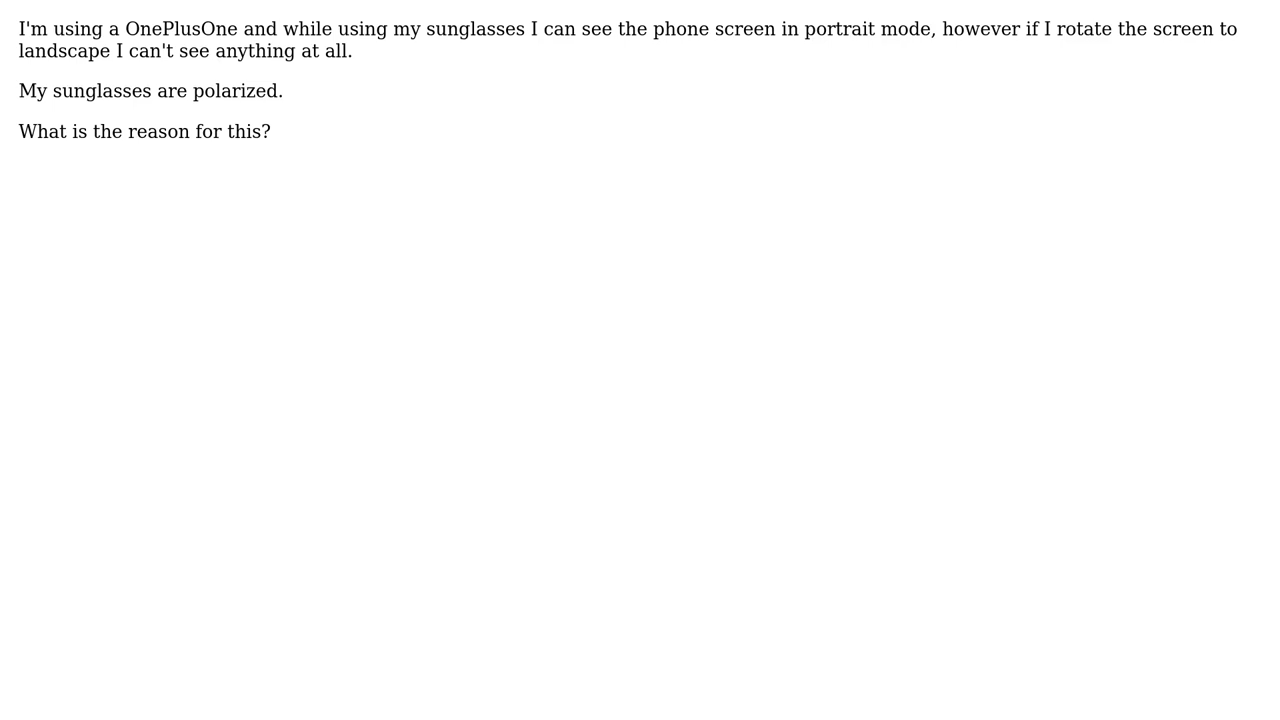 I'm using a OnePlusOne and while using my sunglasses I can see the phone screen in portrait mode, however if I rotate the screen to
landscape I can't see anything at all.
My sunglasses are polarized.
What is the reason for this?